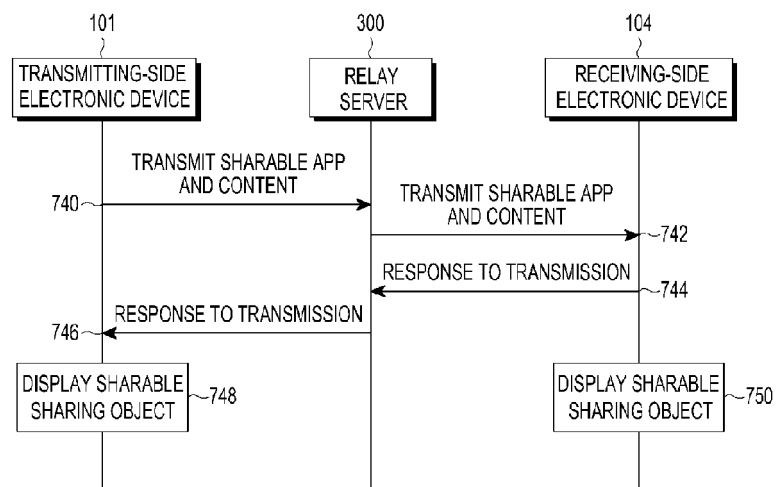 101
300
104
TRANSMITTING-SIDE
ELECTRONIC DEVICE
RELAY
SERVER
RECEIVING-SIDE
ELECTRONIC DEVICE
TRANSMIT SHARABLE APP
AND CONTENT
740
TRANSMIT SHARABLE APP
AND CONTENT
742
RESPONSE TO TRANSMISSION
744
RESPONSE TO TRANSMISSION
746
DISPLAY SHARABLE
SHARING OBJECT
748
DISPLAY SHARABLE
SHARING OBJECT
750